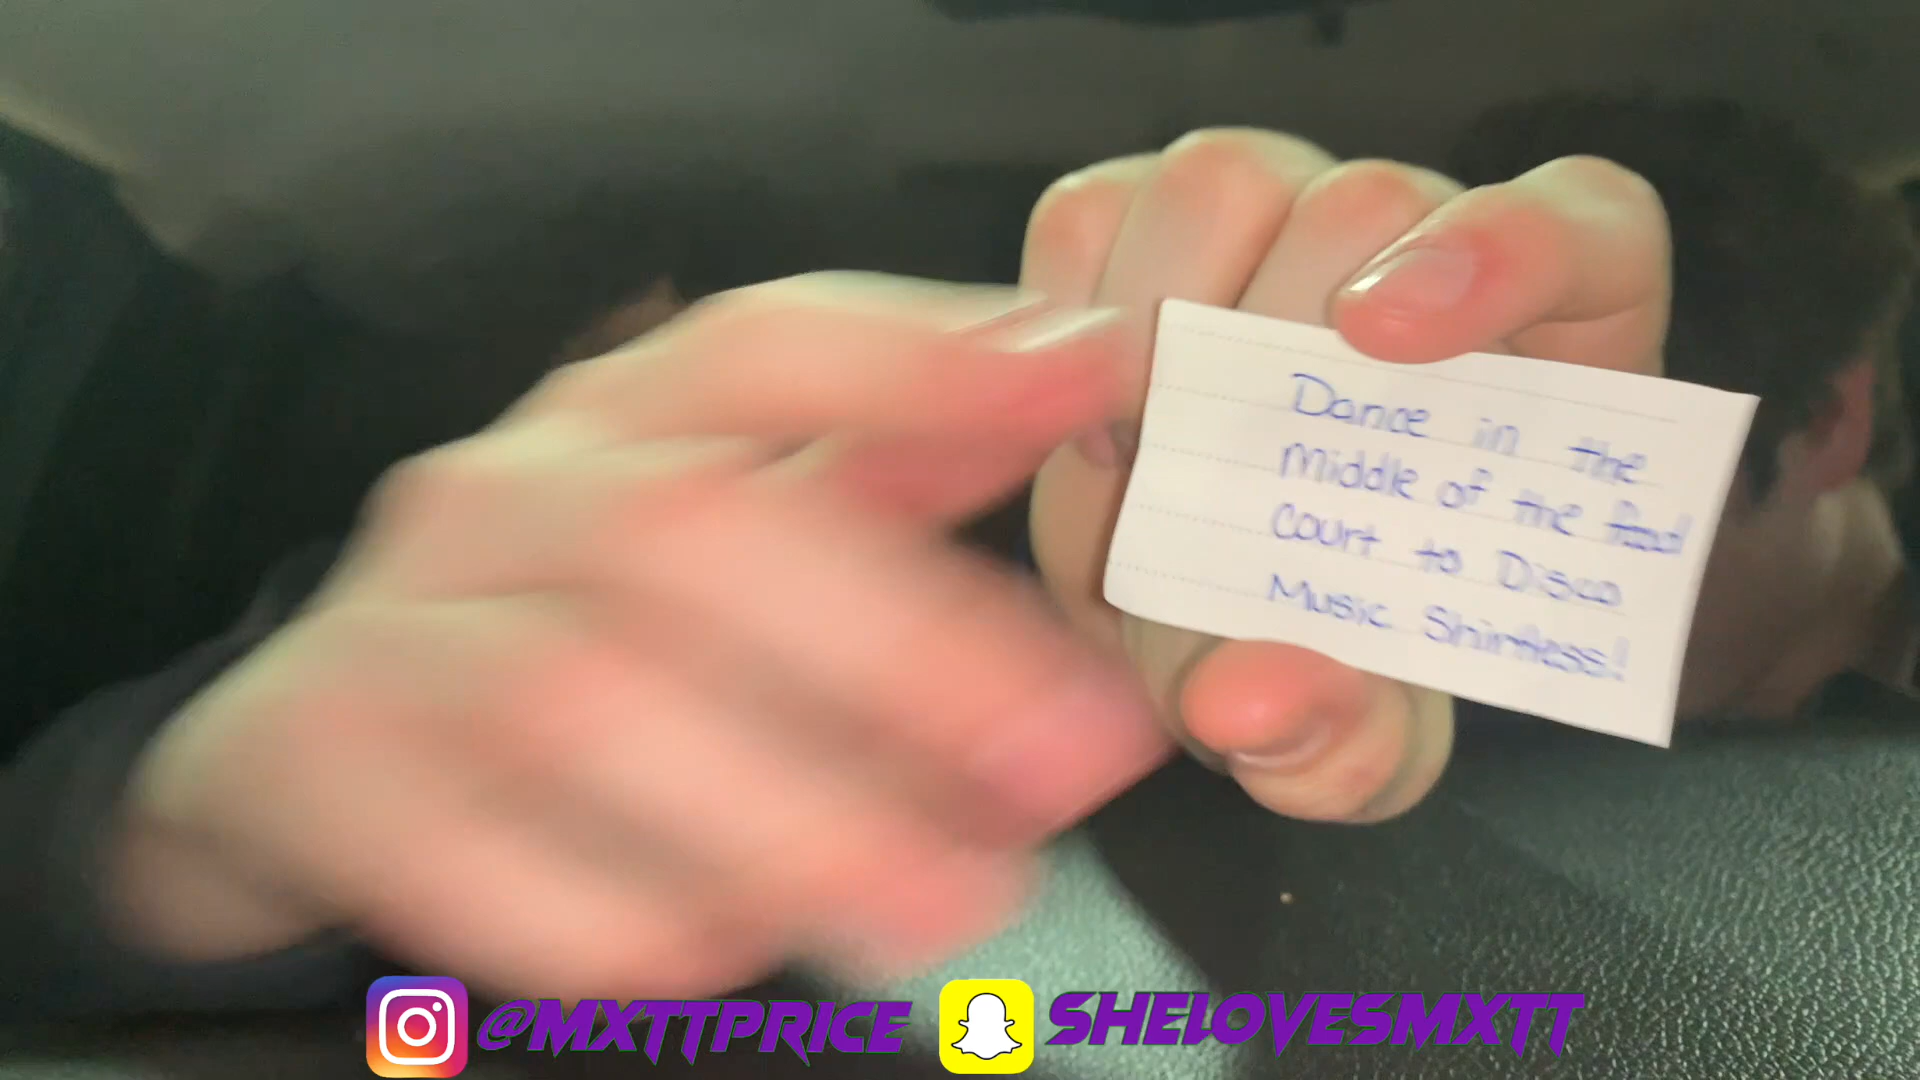 Dance in the
Middle of the food
Court to Disco
Music Shirtless!
@MXTTPRICE
SHELOVESMXTT